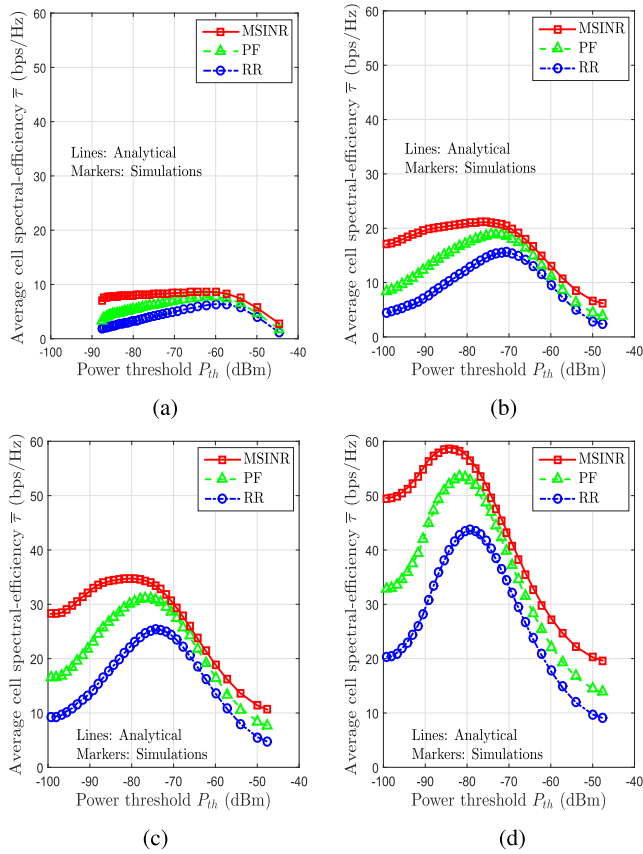 60
50
40
30
20
10
0
-100 -90 -80 -70 -60 -50 -40
Average cell spectral-efficiency τ̅ (bps/Hz)
Power threshold P_th (dBm)
MSINR
PF
RR
Lines: Analytical
Markers: Simulations
(a)
60
50
40
30
20
10
0
-100 -90 -80 -70 -60 -50 -40
Average cell spectral-efficiency τ̅ (bps/Hz)
Power threshold P_th (dBm)
MSINR
PF
RR
Lines: Analytical
Markers: Simulations
(b)
60
50
40
30
20
10
0
-100 -90 -80 -70 -60 -50 -40
Average cell spectral-efficiency τ̅ (bps/Hz)
Power threshold P_th (dBm)
MSINR
PF
RR
Lines: Analytical
Markers: Simulations
(c)
60
50
40
30
20
10
0
-100 -90 -80 -70 -60 -50 -40
Average cell spectral-efficiency τ̅ (bps/Hz)
Power threshold P_th (dBm)
MSINR
PF
RR
Lines: Analytical
Markers: Simulations
(d)